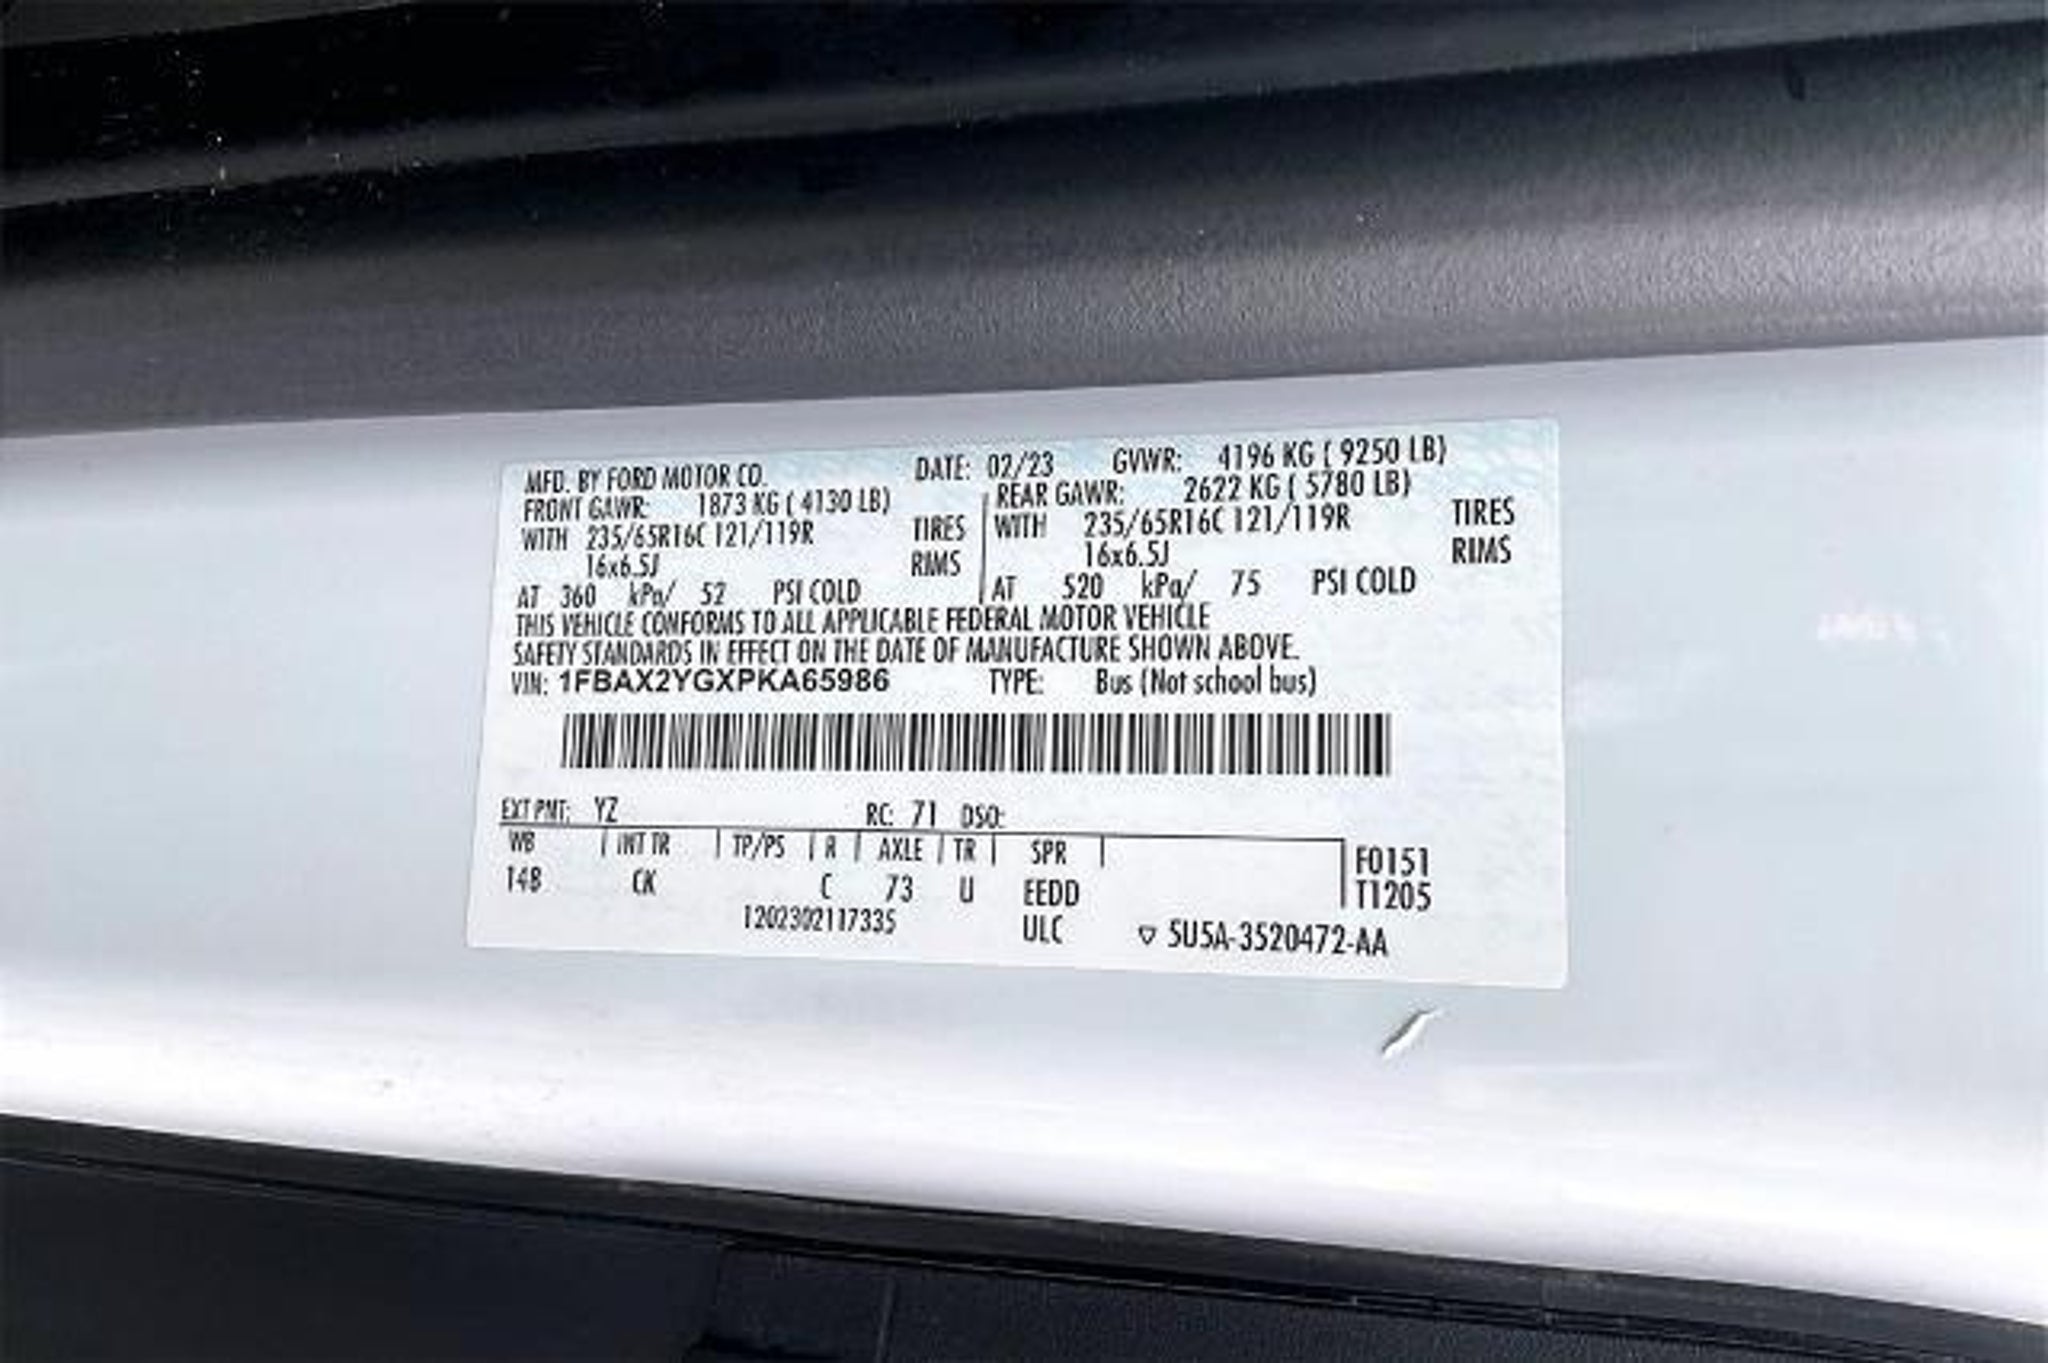 MFD. BY FORD MOTOR CO. DATE: 02/23 GVWR: 4196 KG ( 9250 LB)
FRONT GAWR: 1873 KG ( 4130 LB) REAR GAWR: 2622 KG ( 5780 LB)
WITH 235/65R16C 121/119R TIRES WITH 235/65R16C 121/119R TIRES
16x6.5J RIMS 16x6.5J RIMS
AT 360 kPa/ 52 PSI COLD AT 520 kPa/ 75 PSI COLD
THIS VEHICLE CONFORMS TO ALL APPLICABLE FEDERAL MOTOR VEHICLE
SAFETY STANDARDS IN EFFECT ON THE DATE OF MANUFACTURE SHOWN ABOVE.
VIN: 1FBAX2YGXPKA65986 TYPE: Bus (Not school bus)
EXT PNT: YZ RC: 71 DSO:
WB INT TR TP/PS R AXLE TR SPR F0151
148 CK C 73 U EEDD T1205
1202302117335 ULC ▽ 5U5A-3520472-AA